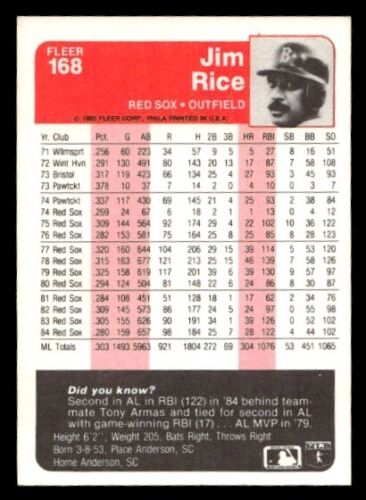 FLEER
168
Jim
Rice
RED SOX • OUTFIELD
© 1985 FLEER CORP., PHILA PRINTED IN U.S.A.
Yr. Club Pct. G AB R H 2B 3B HR RBI SB BB SO
71 Wllmsprt .256 60 223 34 57 9 5 5 27 8 16 51
72 Wint Hvn .291 130 491 80 143 20 13 17 87 7 58 108
73 Bristol .317 119 423 66 134 20 4 27 93 10 45 94
73 Pawtckt .378 10 37 7 14 2 0 4 10 0 5 9
74 Pawtckt .337 117 430 69 145 21 4 25 93 2 38 84
74 Red Sox .269 24 67 6 18 2 1 1 13 0 4 12
75 Red Sox .309 144 564 92 174 29 4 22 102 10 36 122
76 Red Sox .282 153 581 75 164 25 8 25 85 8 28 123
77 Red Sox .320 160 644 104 206 29 15 39 114 5 53 120
78 Red Sox .315 163 677 121 213 25 15 46 139 7 58 126
79 Red Sox .325 158 619 117 201 39 6 39 130 9 57 97
80 Red Sox .294 124 504 81 148 22 6 24 86 8 30 87
81 Red Sox .284 108 451 51 128 18 1 17 62 2 34 76
82 Red Sox .309 145 573 86 177 24 5 24 97 0 55 98
83 Red Sox .305 155 626 90 191 34 1 39 126 0 52 102
84 Red Sox .280 159 657 98 184 25 7 28 122 4 44 102
ML Totals .303 1493 5963 921 1804 272 69 304 1076 53 451 1065
Did you know?
Second in AL in RBI (122) in '84 behind team-
mate Tony Armas and tied for second in AL
with game-winning RBI (17) . . . AL MVP in '79.
Height 6'2", Weight 205, Bats Right, Throws Right
Born 3-8-53, Place Anderson, SC
Home Anderson, SC